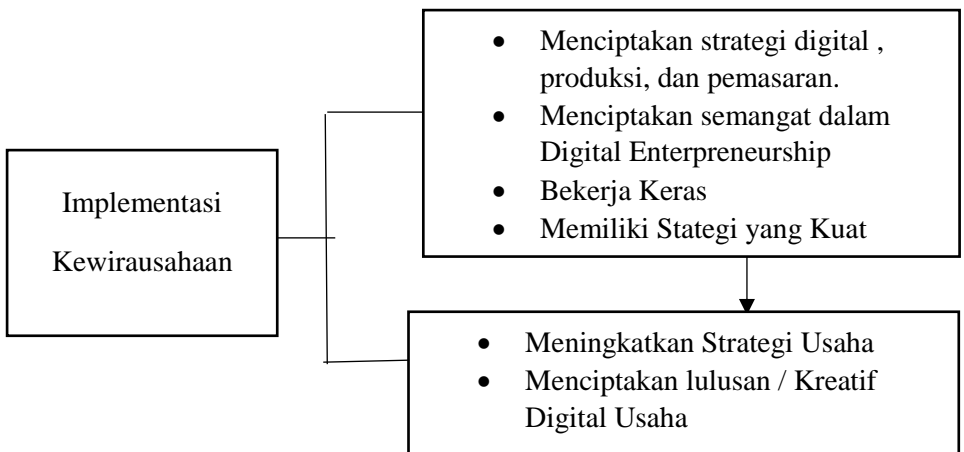 Implementasi
Kewirausahaan
• Menciptakan strategi digital ,
produksi, dan pemasaran.
• Menciptakan semangat dalam
Digital Enterpreneurship
• Bekerja Keras
• Memiliki Stategi yang Kuat
• Meningkatkan Strategi Usaha
• Menciptakan lulusan / Kreatif
Digital Usaha